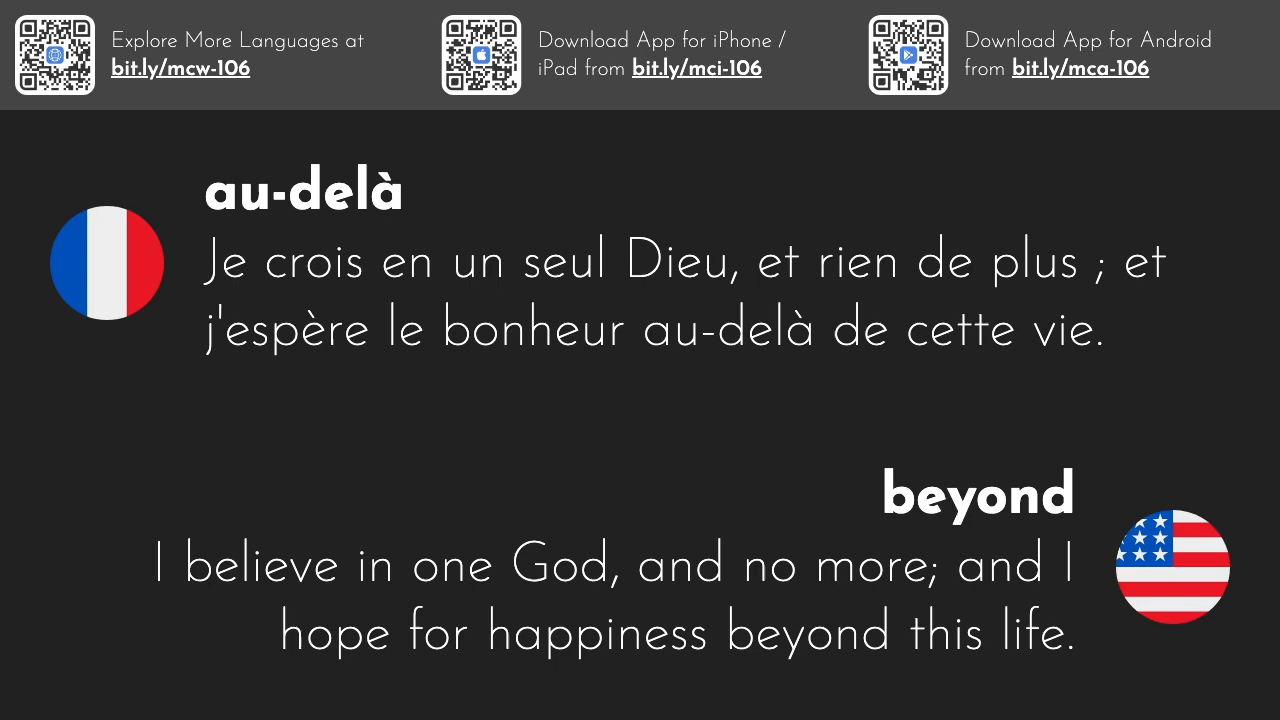 Explore More Languages at
bit.ly/mcw-106
Download App for iPhone /
iPad from bit.ly/mci-106
Download App for Android
from bit.ly/mca-106
au-delà
Je crois en un seul Dieu, et rien de plus ; et
j'espère le bonheur au-delà de cette vie.
beyond
I believe in one God, and no more; and I
hope for happiness beyond this life.